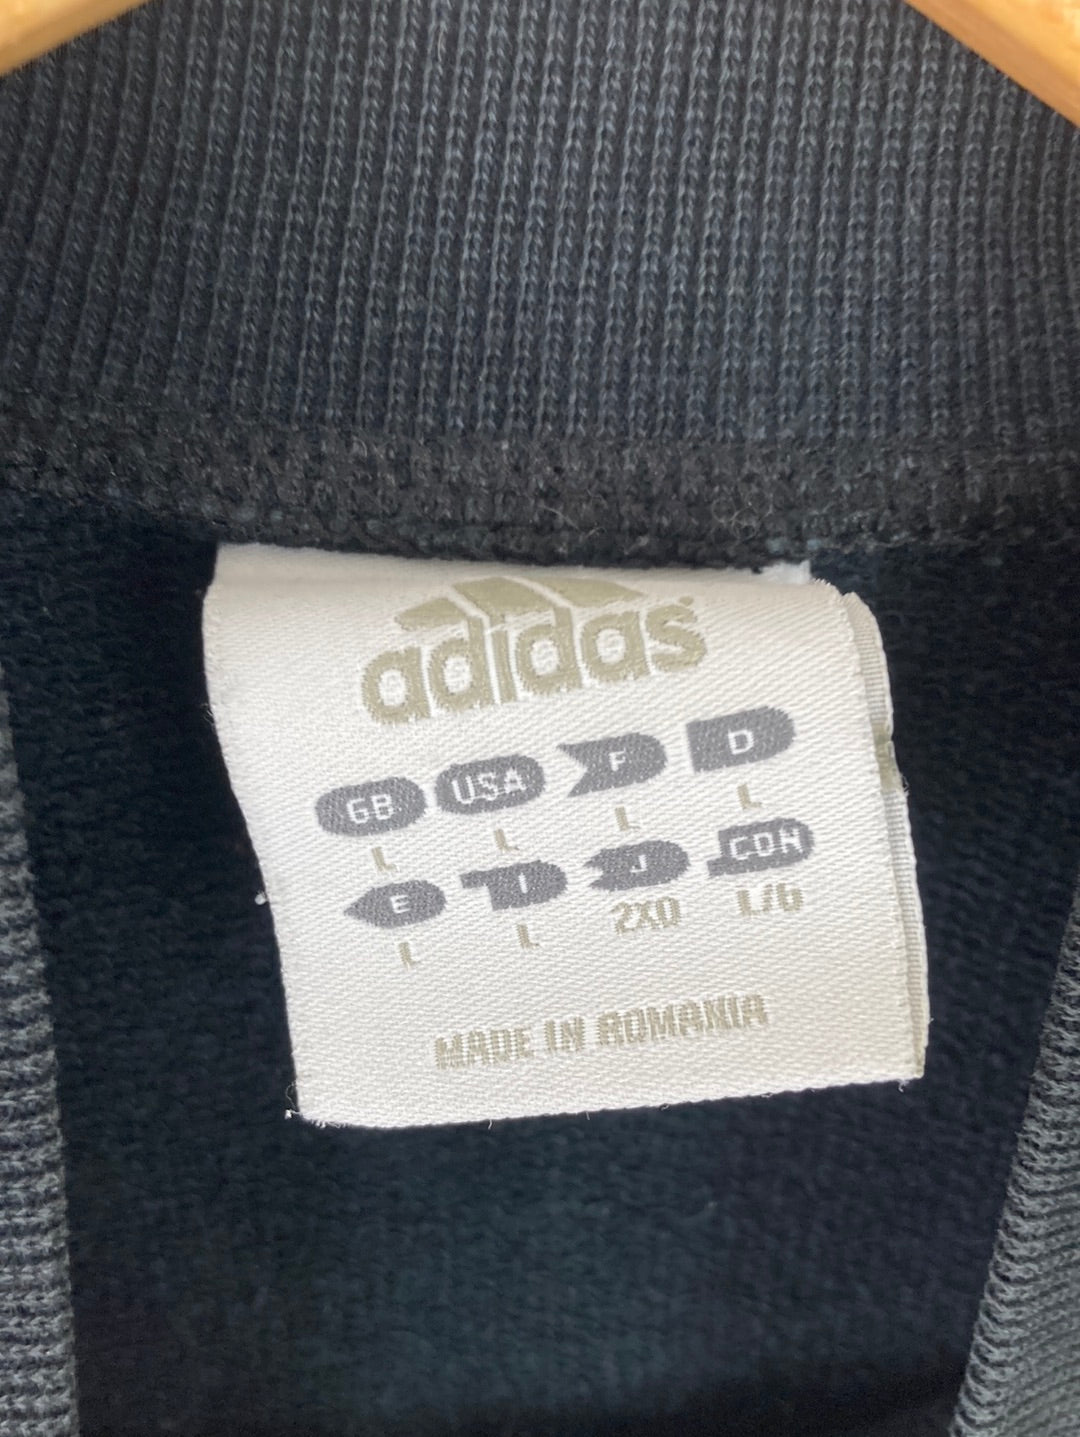 adidas
GB USA F D
L L L L
E I J CDN
L L 2XO L/G
MADE IN ROMANIA